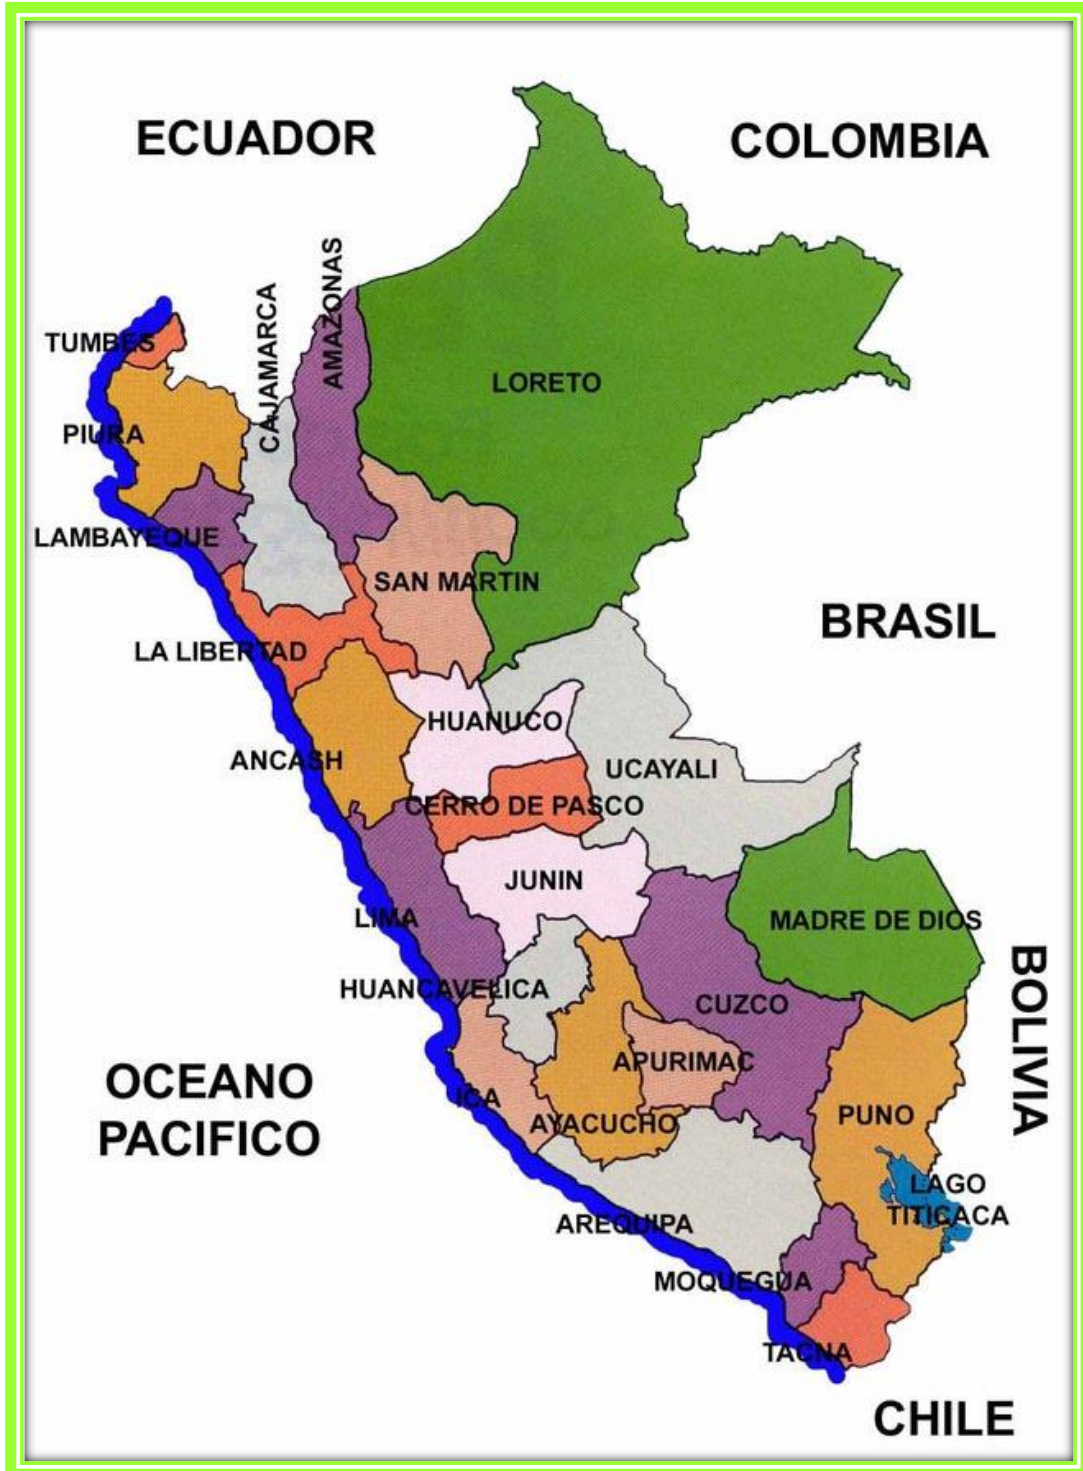 ECUADOR
COLOMBIA
AMAZONAS
CAJAMARCA
TUMBES
LORETO
PIURA
LAMBAYEQUE
SAN MARTIN
BRASIL
LA LIBERTAD
HUANUCO
ANCASH
UCAYALI
CERRO DE PASCO
JUNIN
LIMA
MADRE DE DIOS
HUANCAVELICA
CUZCO
BOLIVIA
APURIMAC
OCEANO
PACIFICO
ICA
AYACUCHO
PUNO
LAGO
TITICACA
AREQUIPA
MOQUEGUA
TACNA
CHILE